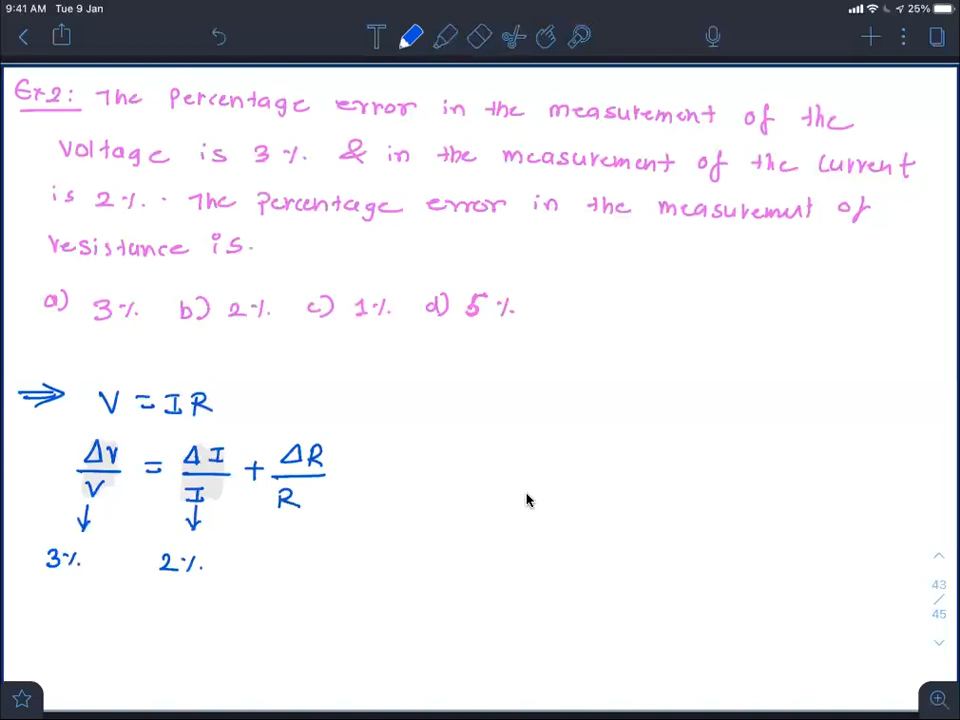 9:41 AM Tue 9 Jan 25%
Ex2: The Percentage error in the measurement of the
voltage is 3 % & in the measurement of the current
is 2 %. The percentage error in the measurement of
resistance is.
a) 3 % b) 2 % c) 1 % d) 5 %
⇒ V = I R
ΔV/V = ΔI/I + ΔR/R
↓ ↓
3 % 2 %
43
/
45